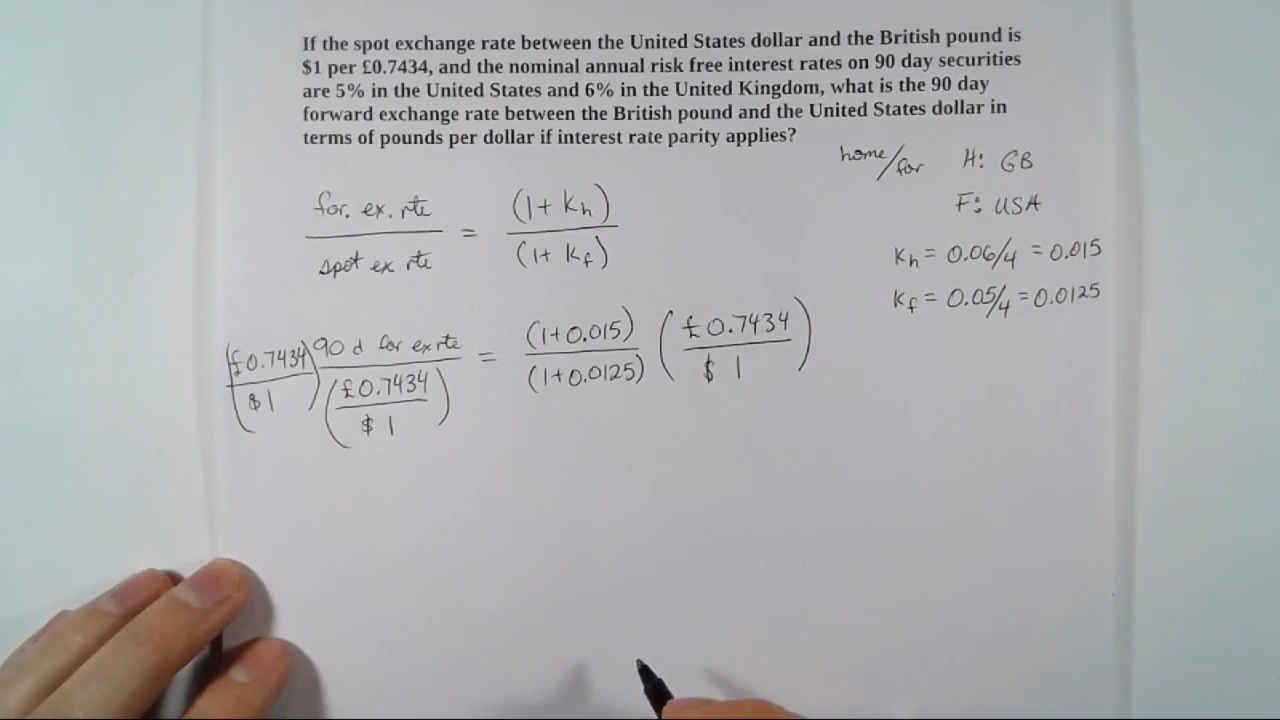 If the spot exchange rate between the United States dollar and the British pound is
$1 per £0.7434, and the nominal annual risk free interest rates on 90 day securities
are 5% in the United States and 6% in the United Kingdom, what is the 90 day
forward exchange rate between the British pound and the United States dollar in
terms of pounds per dollar if interest rate parity applies?
home/for H: GB
F: USA
for. ex. rte / spot ex rte = (1 + kh) / (1 + kf)
kh = 0.06/4 = 0.015
kf = 0.05/4 = 0.0125
(£0.7434 / $1) 90 d for ex rte / (£0.7434 / $1) = (1+0.015) / (1+0.0125) (£0.7434 / $1)